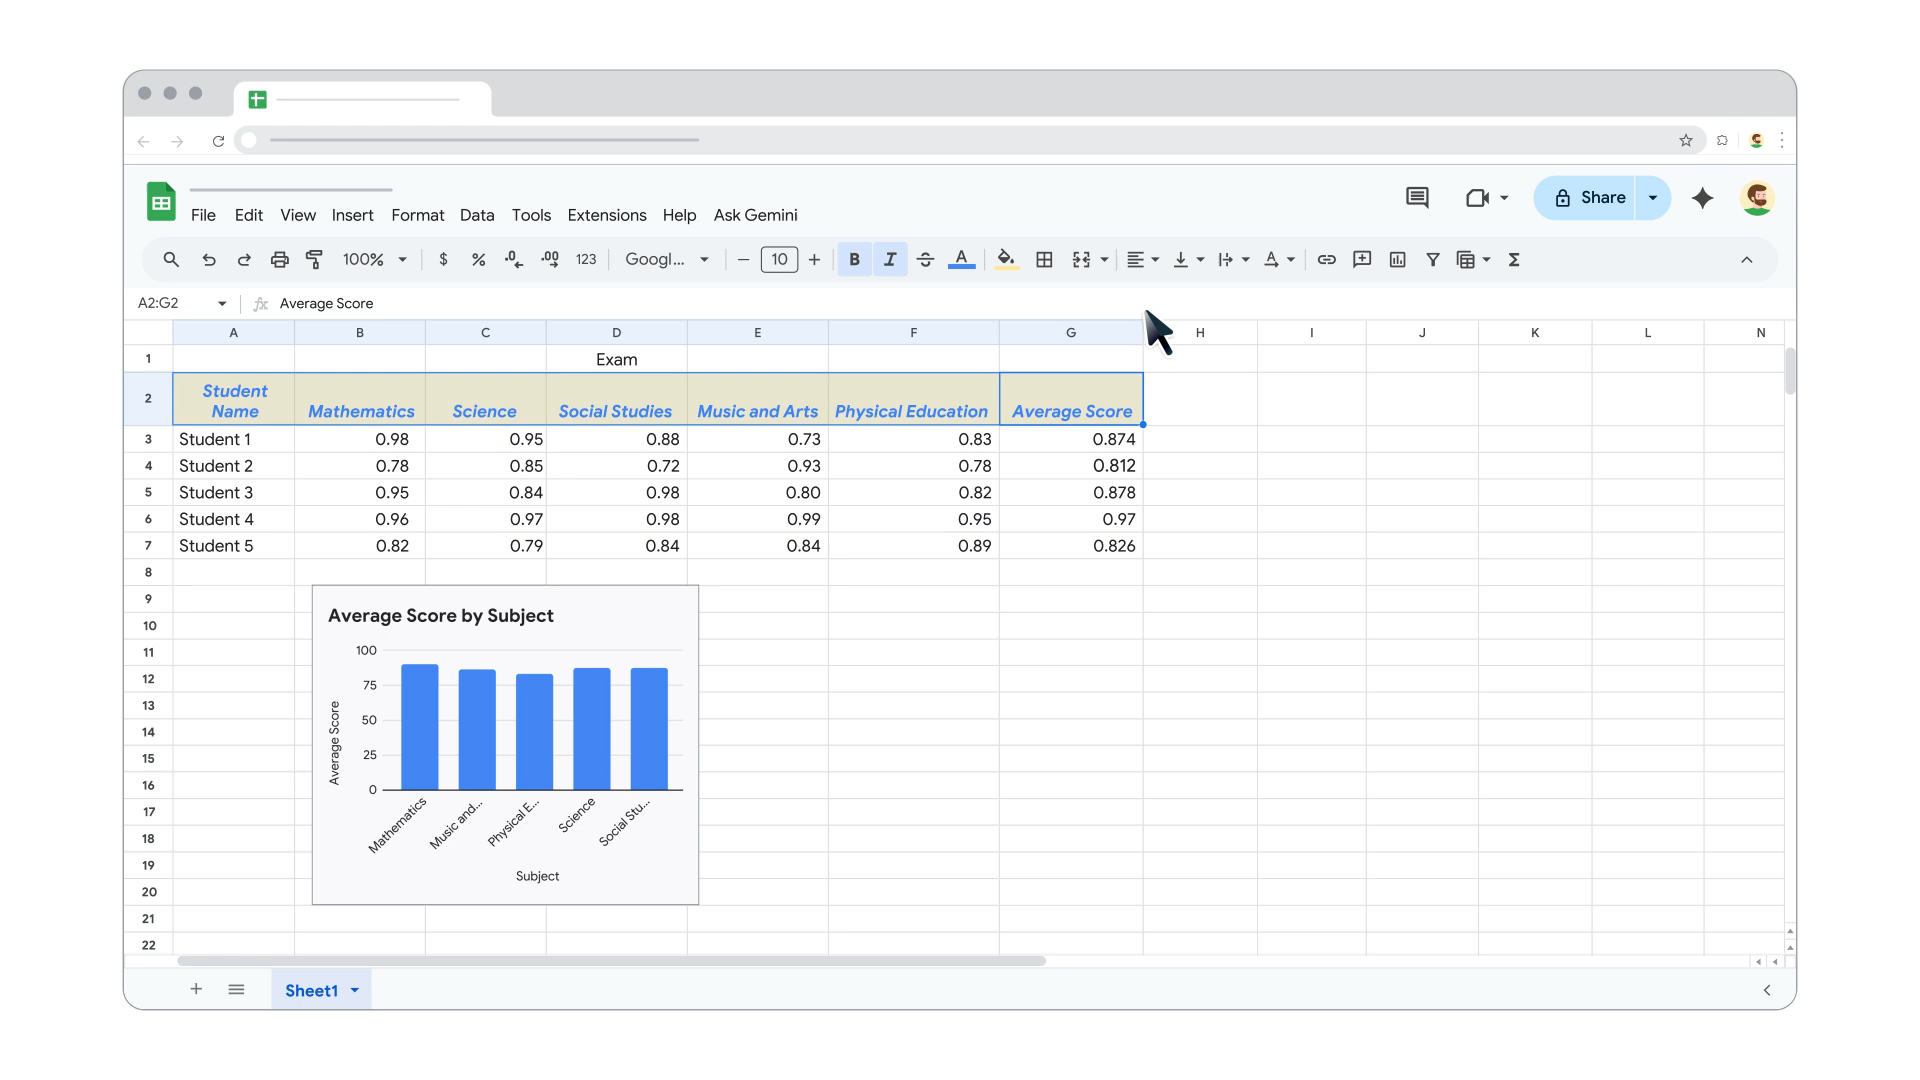 File Edit View Insert Format Data Tools Extensions Help Ask Gemini
Share
100% $ % .0 .00 123 Googl... 10 B I A
A2:G2 fx Average Score
A B C D E F G H I J K L N
1 Exam
2 Student Name Mathematics Science Social Studies Music and Arts Physical Education Average Score
3 Student 1 0.98 0.95 0.88 0.73 0.83 0.874
4 Student 2 0.78 0.85 0.72 0.93 0.78 0.812
5 Student 3 0.95 0.84 0.98 0.80 0.82 0.878
6 Student 4 0.96 0.97 0.98 0.99 0.95 0.97
7 Student 5 0.82 0.79 0.84 0.84 0.89 0.826
8
9
10
11
12
13
14
15
16
17
18
19
20
21
22
Average Score by Subject
Average Score
100
75
50
25
0
Mathematics Music and... Physical E... Science Social Stu...
Subject
Sheet1